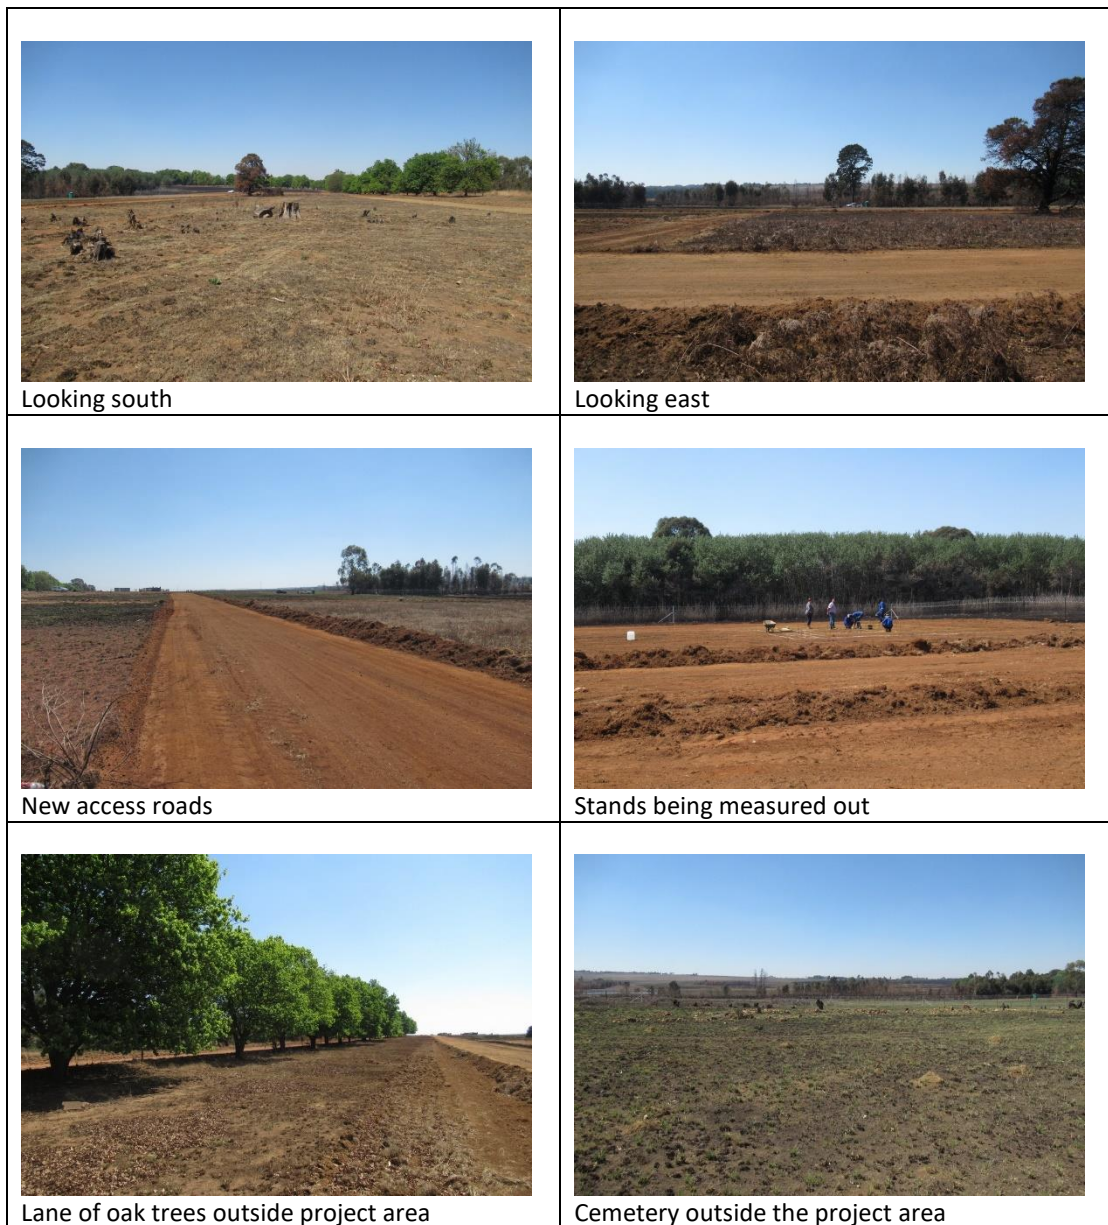 Looking south
Looking east
New access roads
Stands being measured out
Lane of oak trees outside project area
Cemetery outside the project area